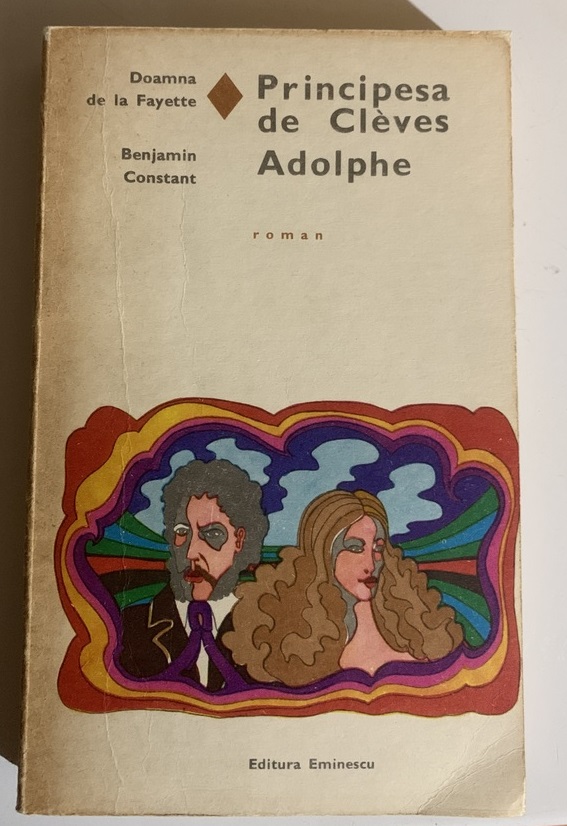 Doamna
de la Fayette
Principesa
de Clèves
Benjamin
Constant
Adolphe
roman
Editura Eminescu